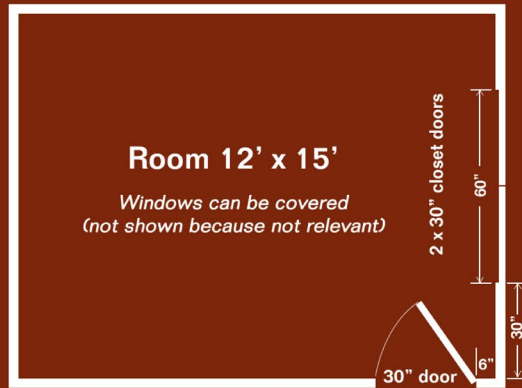 Room 12’ x 15’
Windows can be covered
(not shown because not relevant)
2 x 30” closet doors
60”
30”
6”
30” door